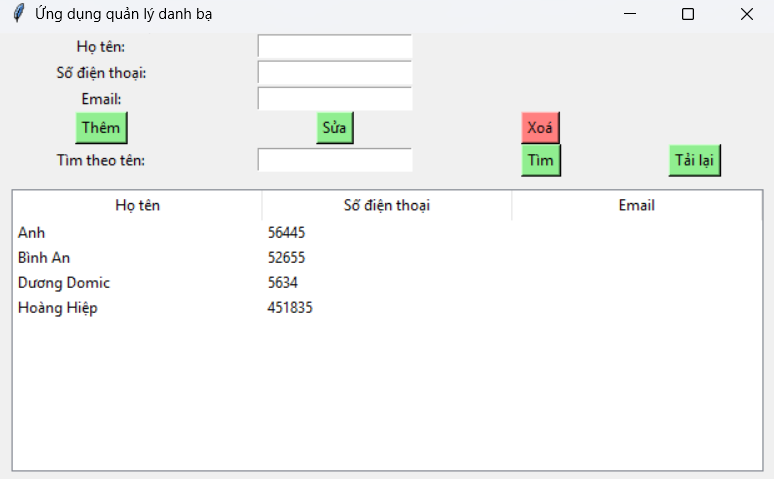 Ứng dụng quản lý danh bạ
Họ tên:
Số điện thoại:
Email:
Thêm Sửa Xoá
Tìm theo tên: Tìm Tải lại
Họ tên Số điện thoại Email
Anh 56445
Bình An 52655
Dương Domic 5634
Hoàng Hiệp 451835